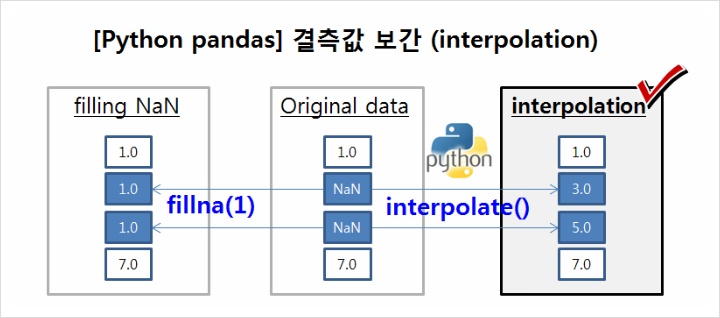 [Python pandas] 결측값 보간 (interpolation)
filling NaN
1.0
1.0
1.0
7.0
fillna(1)
Original data
1.0
NaN
NaN
7.0
python
interpolate()
interpolation
1.0
3.0
5.0
7.0